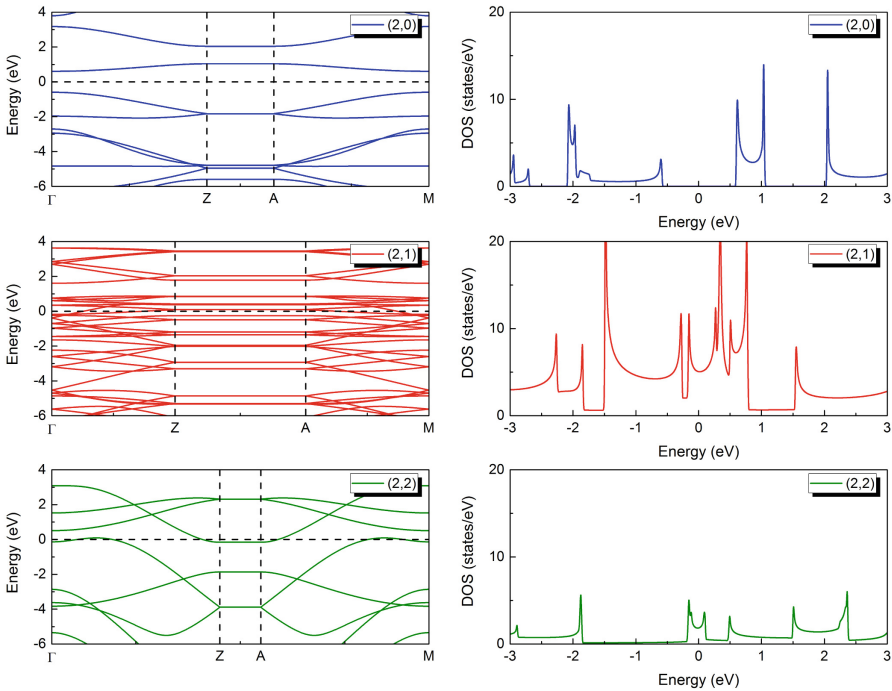 4
2
0
-2
-4
-6
Energy (eV)
Γ
Z
A
M
(2,0)
20
10
0
DOS (states/eV)
-3
-2
-1
0
1
2
3
Energy (eV)
(2,0)
4
2
0
-2
-4
-6
Energy (eV)
Γ
Z
A
M
(2,1)
20
10
0
DOS (states/eV)
-3
-2
-1
0
1
2
3
Energy (eV)
(2,1)
4
2
0
-2
-4
-6
Energy (eV)
Γ
Z
A
M
(2,2)
20
10
0
DOS (states/eV)
-3
-2
-1
0
1
2
3
Energy (eV)
(2,2)